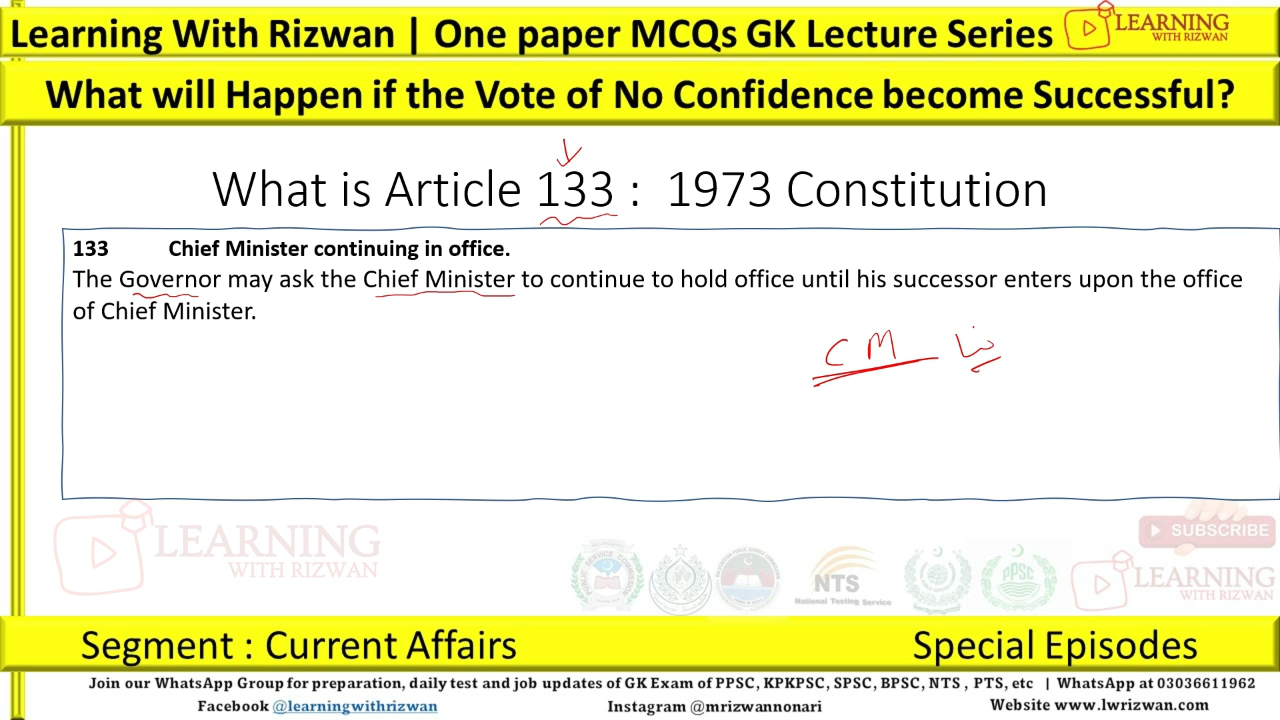 Learning With Rizwan | One paper MCQs GK Lecture Series
LEARNING
WITH RIZWAN
What will Happen if the Vote of No Confidence become Successful?
What is Article 133 : 1973 Constitution
133 Chief Minister continuing in office.
The Governor may ask the Chief Minister to continue to hold office until his successor enters upon the office
of Chief Minister.
C M
LEARNING
WITH RIZWAN
NTS
National Testing Service
PPSC
SUBSCRIBE
LEARNING
WITH RIZWAN
Segment : Current Affairs
Special Episodes
Join our WhatsApp Group for preparation, daily test and job updates of GK Exam of PPSC, KPKPSC, SPSC, BPSC, NTS , PTS, etc | WhatsApp at 03036611962
Facebook @learningwithrizwan
Instagram @mrizwannonari
Website www.lwrizwan.com